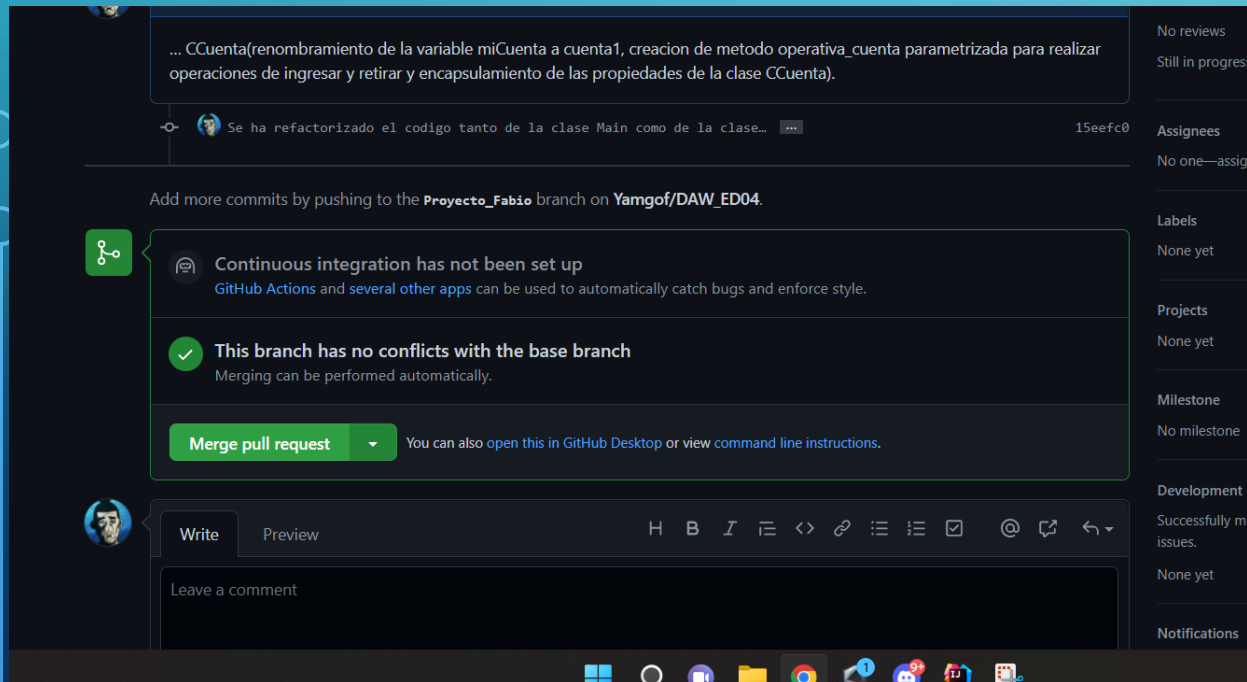 ... CCuenta(renombramiento de la variable miCuenta a cuenta1, creacion de metodo operativa_cuenta parametrizada para realizar
operaciones de ingresar y retirar y encapsulamiento de las propiedades de la clase CCuenta).
Se ha refactorizado el codigo tanto de la clase Main como de la clase… ...
15eefc0
Add more commits by pushing to the Proyecto_Fabio branch on Yamgof/DAW_ED04.
Continuous integration has not been set up
GitHub Actions and several other apps can be used to automatically catch bugs and enforce style.
This branch has no conflicts with the base branch
Merging can be performed automatically.
Merge pull request
You can also open this in GitHub Desktop or view command line instructions.
Write
Preview
H B I
Leave a comment
No reviews
Still in progres
Assignees
No one—assig
Labels
None yet
Projects
None yet
Milestone
No milestone
Development
Successfully m
issues.
None yet
Notifications
1
9+
IJ